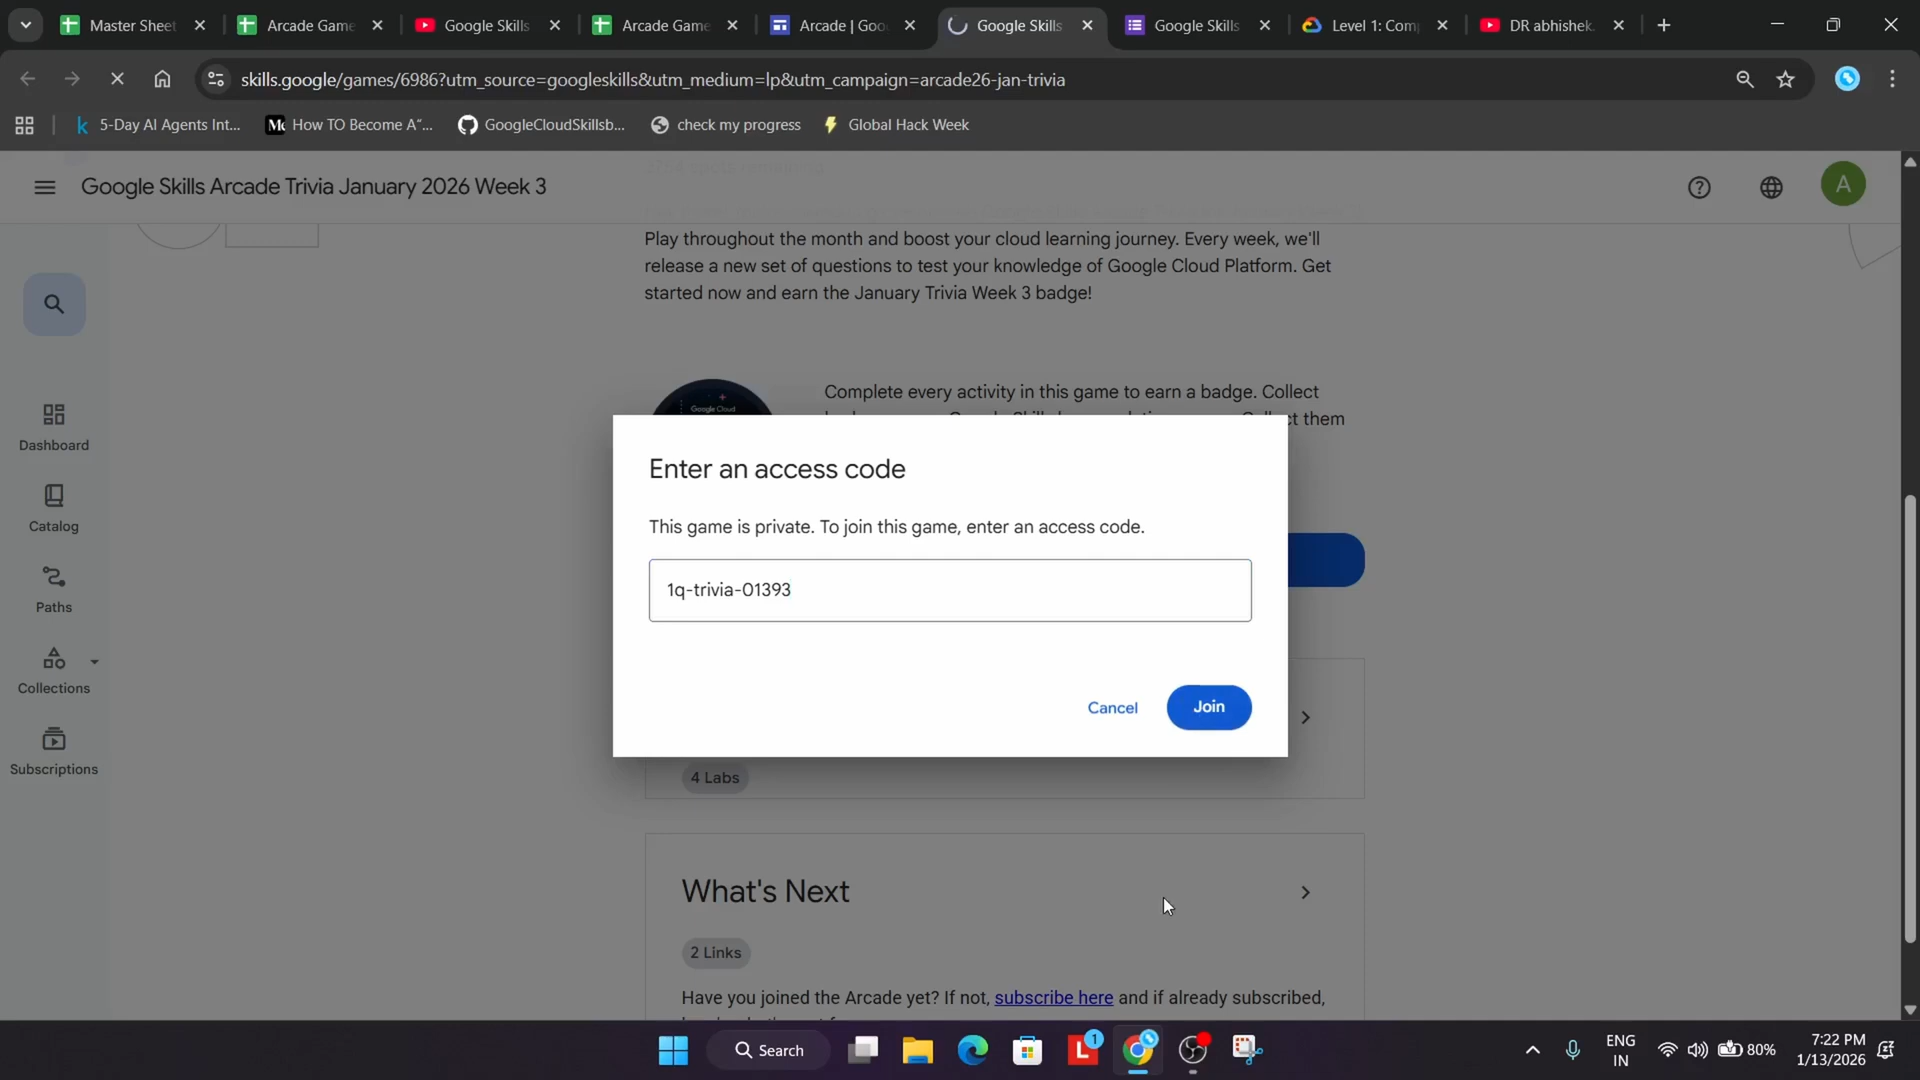 Master Sheet
Arcade Game
Google Skills
Arcade Game
Arcade | Goo
Google Skills
Google Skills
Level 1: Com
DR abhishek.
skills.google/games/6986?utm_source=googleskills&utm_medium=lp&utm_campaign=arcade26-jan-trivia
5-Day AI Agents Int...
How TO Become A“...
GoogleCloudSkillsb...
check my progress
Global Hack Week
Google Skills Arcade Trivia January 2026 Week 3
A
Play throughout the month and boost your cloud learning journey. Every week, we'll
release a new set of questions to test your knowledge of Google Cloud Platform. Get
started now and earn the January Trivia Week 3 badge!
Google Cloud
Complete every activity in this game to earn a badge. Collect
ct them
Enter an access code
This game is private. To join this game, enter an access code.
1q-trivia-01393
Cancel
Join
Dashboard
Catalog
Paths
Collections
Subscriptions
4 Labs
What's Next
2 Links
Have you joined the Arcade yet? If not, subscribe here and if already subscribed,
Search
L
1
ENG
IN
80%
7:22 PM
1/13/2026